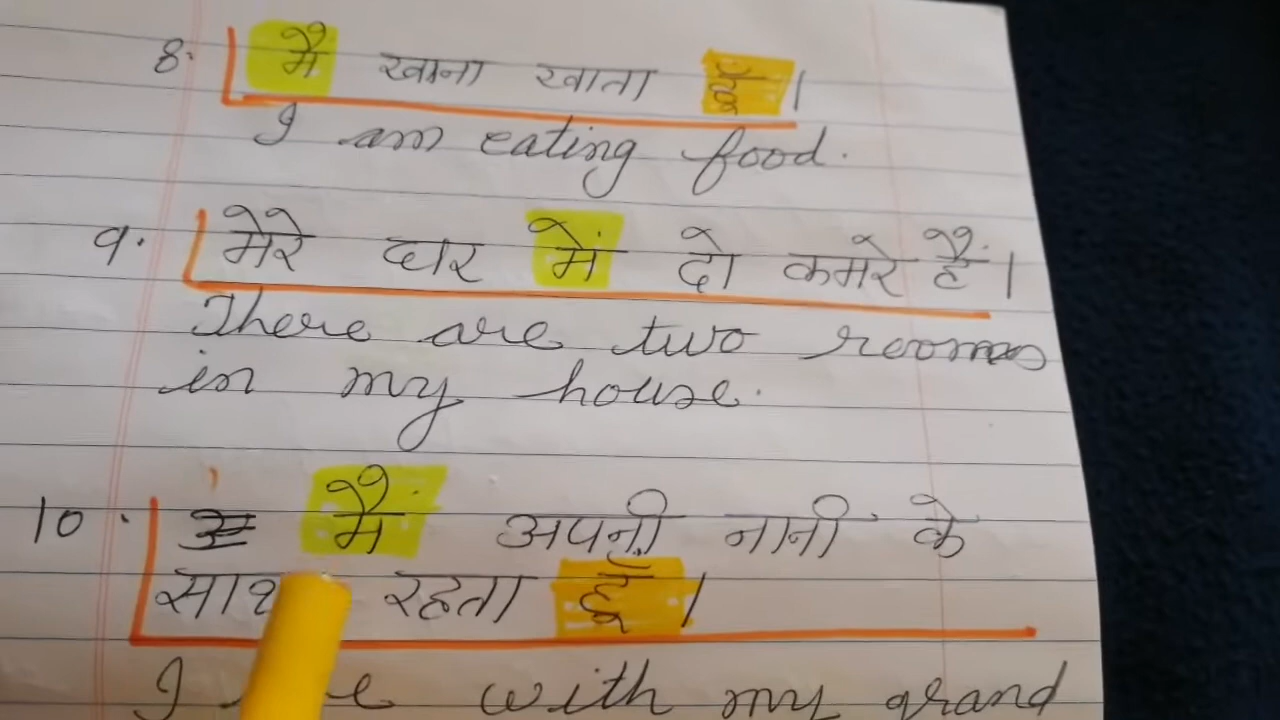 8. मैं खाना खाता हूँ।
I am eating food.
9. मेरे घर में दो कमरे हैं।
There are two rooms
in my house.
10. मैं अपनी नानी के
साथ रहता हूँ।
I with my grand